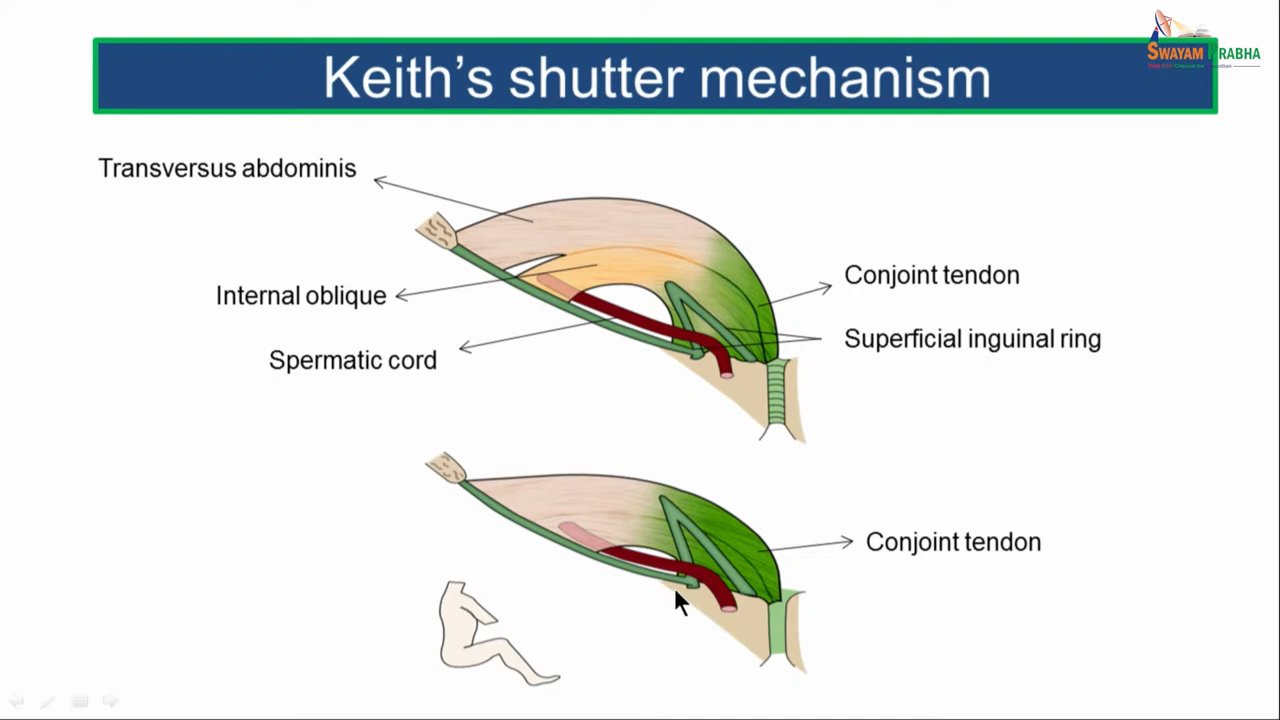 SWAYAM PRABHA
Keith's shutter mechanism
Transversus abdominis
Internal oblique
Conjoint tendon
Superficial inguinal ring
Spermatic cord
Conjoint tendon